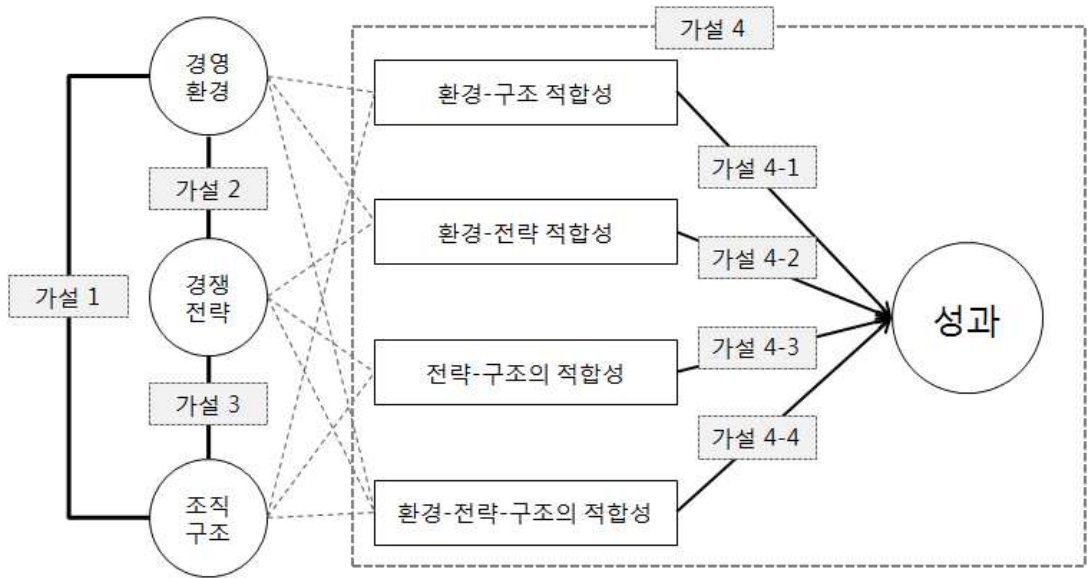 가설 4
경영
환경
환경-구조 적합성
가설 4-1
가설 2
환경-전략 적합성
가설 4-2
경쟁
전략
가설 1
성과
가설 4-3
전략-구조의 적합성
가설 3
가설 4-4
조직
구조
환경-전략-구조의 적합성